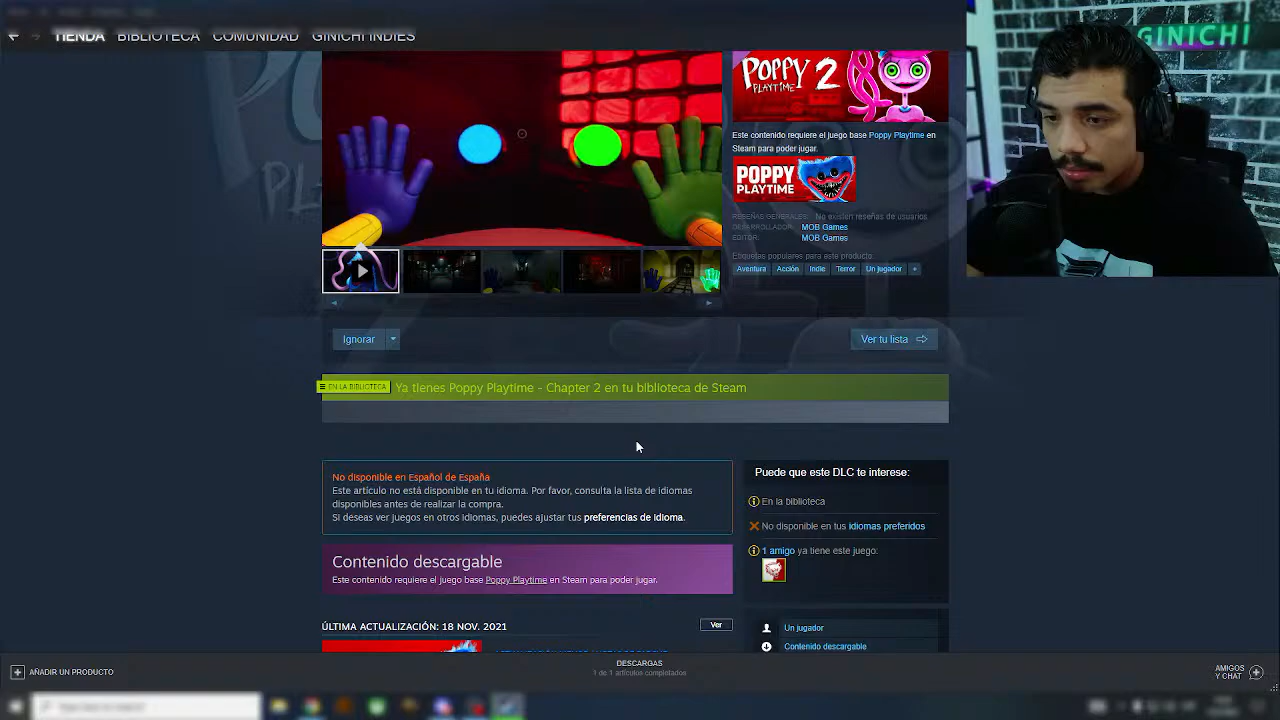 TIENDA BIBLIOTECA COMUNIDAD GINICHI INDIES
GINICHI
POPPY PLAYTIME 2
Este contenido requiere el juego base Poppy Playtime en
Steam para poder jugar.
POPPY PLAYTIME
RESEÑAS GENERALES: No existen reseñas de usuarios
DESARROLLADOR: MOB Games
EDITOR: MOB Games
Etiquetas populares para este producto:
Aventura Acción Indie Terror Un jugador +
Ignorar
Ver tu lista
EN LA BIBLIOTECA
Ya tienes Poppy Playtime - Chapter 2 en tu biblioteca de Steam
No disponible en Español de España
Este artículo no está disponible en tu idioma. Por favor, consulta la lista de idiomas
disponibles antes de realizar la compra.
Si deseas ver juegos en otros idiomas, puedes ajustar tus preferencias de idioma.
Contenido descargable
Este contenido requiere el juego base Poppy Playtime en Steam para poder jugar.
Puede que este DLC te interese:
En la biblioteca
No disponible en tus idiomas preferidos
1 amigo ya tiene este juego:
ÚLTIMA ACTUALIZACIÓN: 18 NOV. 2021
Ver
Un jugador
Contenido descargable
AÑADIR UN PRODUCTO
DESCARGAS
1 de 1 artículos completados
AMIGOS
Y CHAT